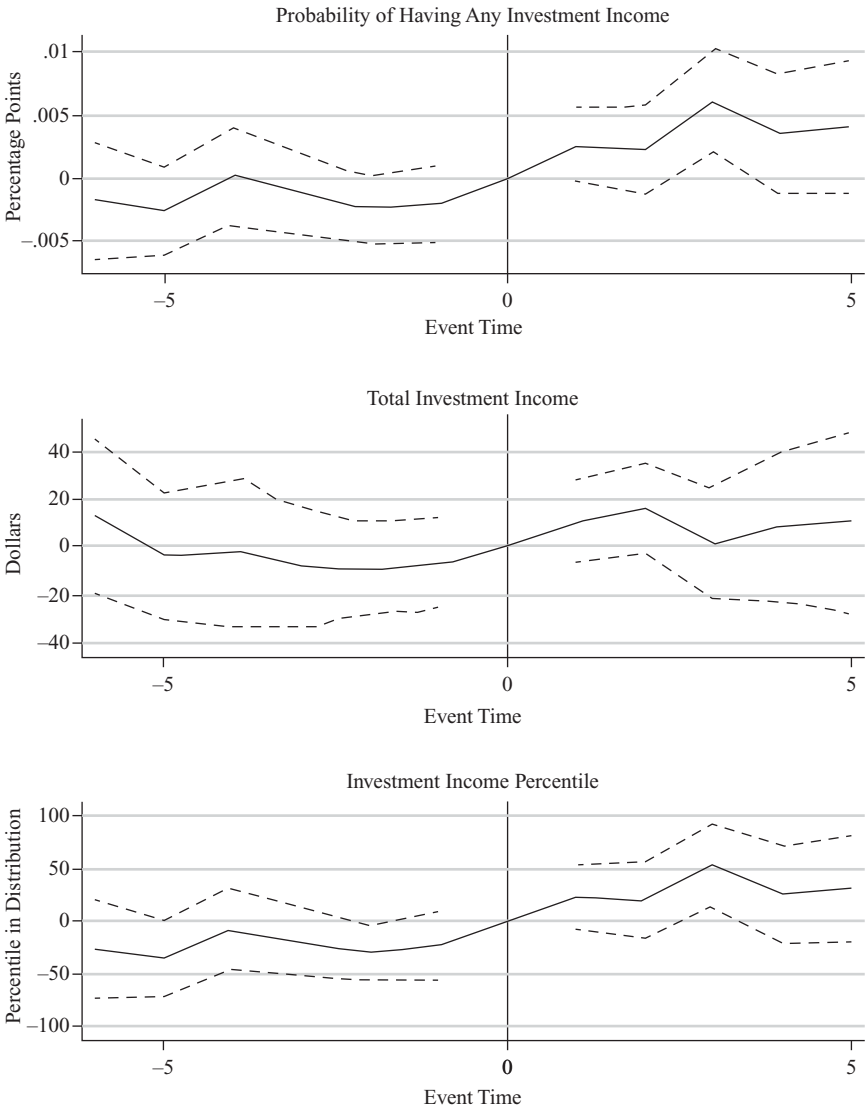 Probability of Having Any Investment Income
Percentage Points
.01
.005
0
–.005
–5
0
5
Event Time
Total Investment Income
Dollars
40
20
0
–20
–40
–5
0
5
Event Time
Investment Income Percentile
Percentile in Distribution
100
50
0
–50
–100
–5
0
5
Event Time